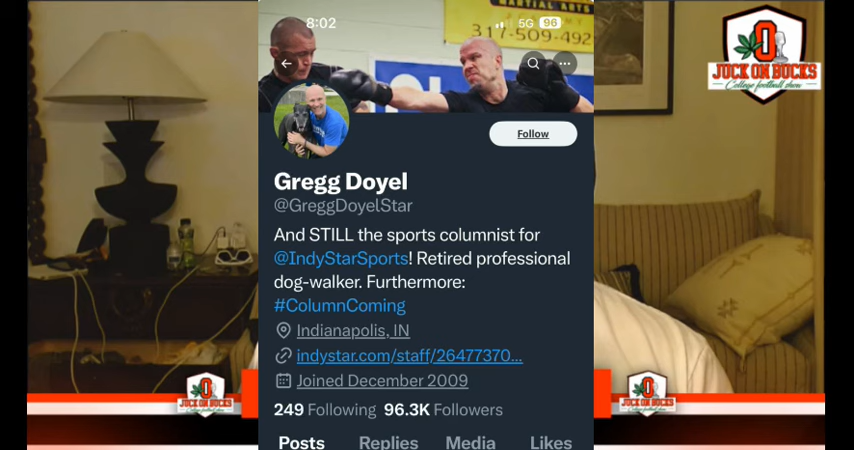 MARTIAL ARTS
8:02
5G 96
317-509-492
JUCK ON BUCKS
College football show
Follow
Gregg Doyel
@GreggDoyelStar
And STILL the sports columnist for
@IndyStarSports! Retired professional
dog-walker. Furthermore:
#ColumnComing
Indianapolis, IN
indystar.com/staff/26477370...
Joined December 2009
249 Following 96.3K Followers
Posts Replies Media Likes